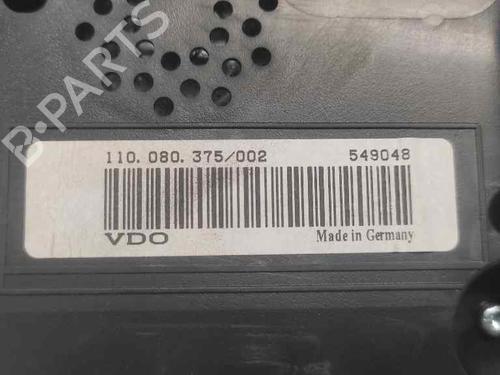 B-PARTS
110.080.375/002 549048
VDO Made in Germany